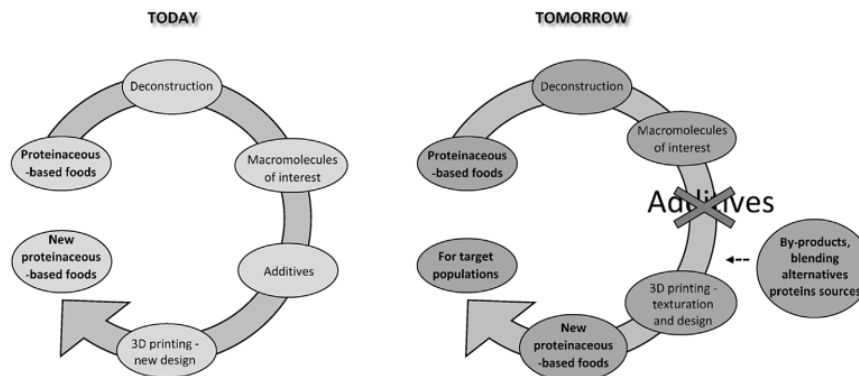 TODAY
Deconstruction
Proteinaceous
-based foods
Macromolecules
of interest
New
proteinaceous
-based foods
Additives
3D printing -
new design
TOMORROW
Deconstruction
Macromolecules
of interest
Proteinaceous
-based foods
Additives
By-products,
blending
alternatives
proteins sources
For target
populations
3D printing -
texturation
and design
New
proteinaceous
-based foods